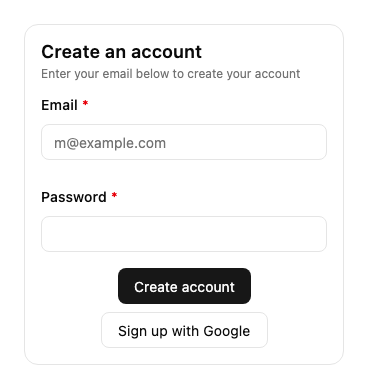 Create an account
Enter your email below to create your account
Email *
m@example.com
Password *
Create account
Sign up with Google